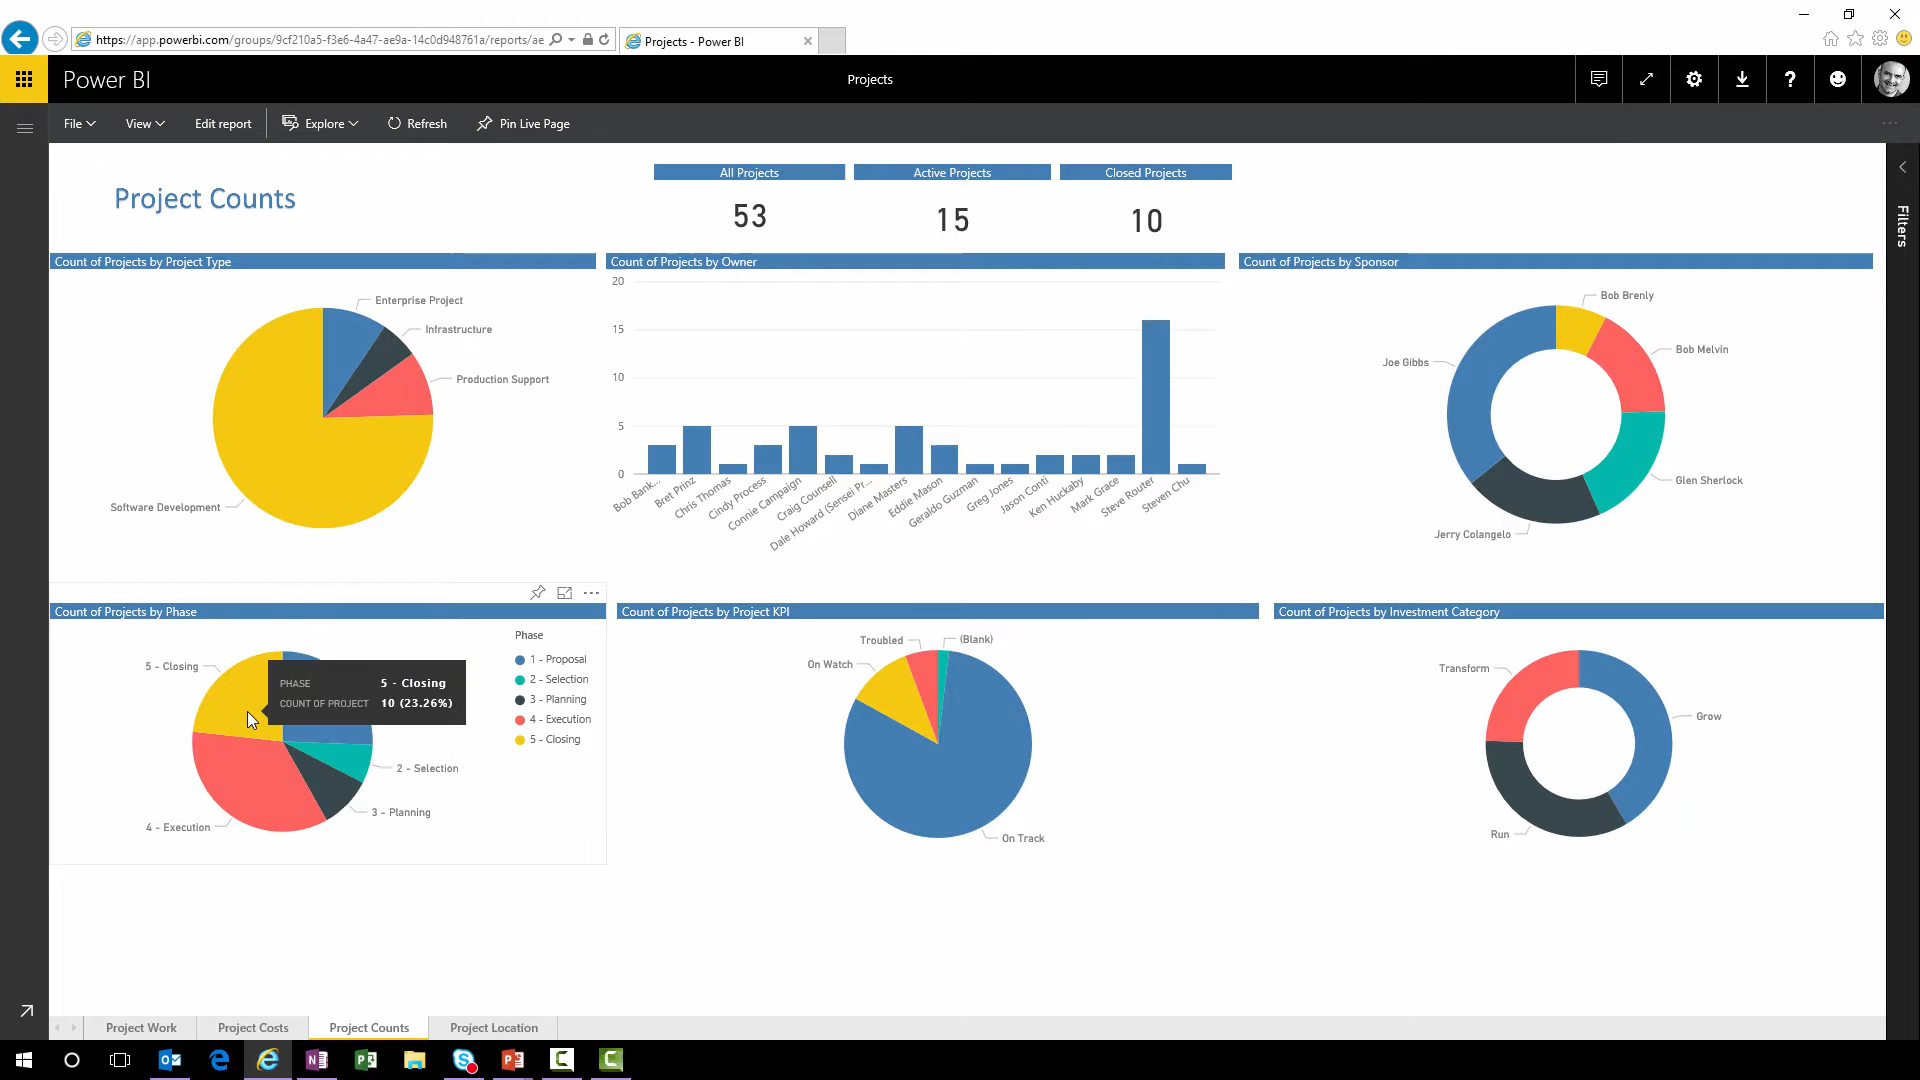 https://app.powerbi.com/groups/9cf210a5-f3e6-4a47-ae9a-14c0d948761a/reports/ae
Projects - Power BI
Power BI
Projects
File
View
Edit report
Explore
Refresh
Pin Live Page
Project Counts
All Projects
Active Projects
Closed Projects
53
15
10
Filters
Count of Projects by Project Type
Enterprise Project
Infrastructure
Production Support
Software Development
Count of Projects by Owner
20
15
10
5
0
Bob Bank...
Bret Prinz
Chris Thomas
Cindy Process
Connie Campaign
Craig Counsell
Dale Howard (Sensei Pr...
Diane Masters
Eddie Mason
Geraldo Guzman
Greg Jones
Jason Conti
Ken Huckaby
Mark Grace
Steve Router
Steven Chu
Count of Projects by Sponsor
Bob Brenly
Bob Melvin
Joe Gibbs
Glen Sherlock
Jerry Colangelo
Count of Projects by Phase
5 - Closing
PHASE 5 - Closing
COUNT OF PROJECT 10 (23.26%)
2 - Selection
3 - Planning
4 - Execution
Phase
1 - Proposal
2 - Selection
3 - Planning
4 - Execution
5 - Closing
Count of Projects by Project KPI
Troubled
(Blank)
On Watch
On Track
Count of Projects by Investment Category
Transform
Grow
Run
Project Work
Project Costs
Project Counts
Project Location